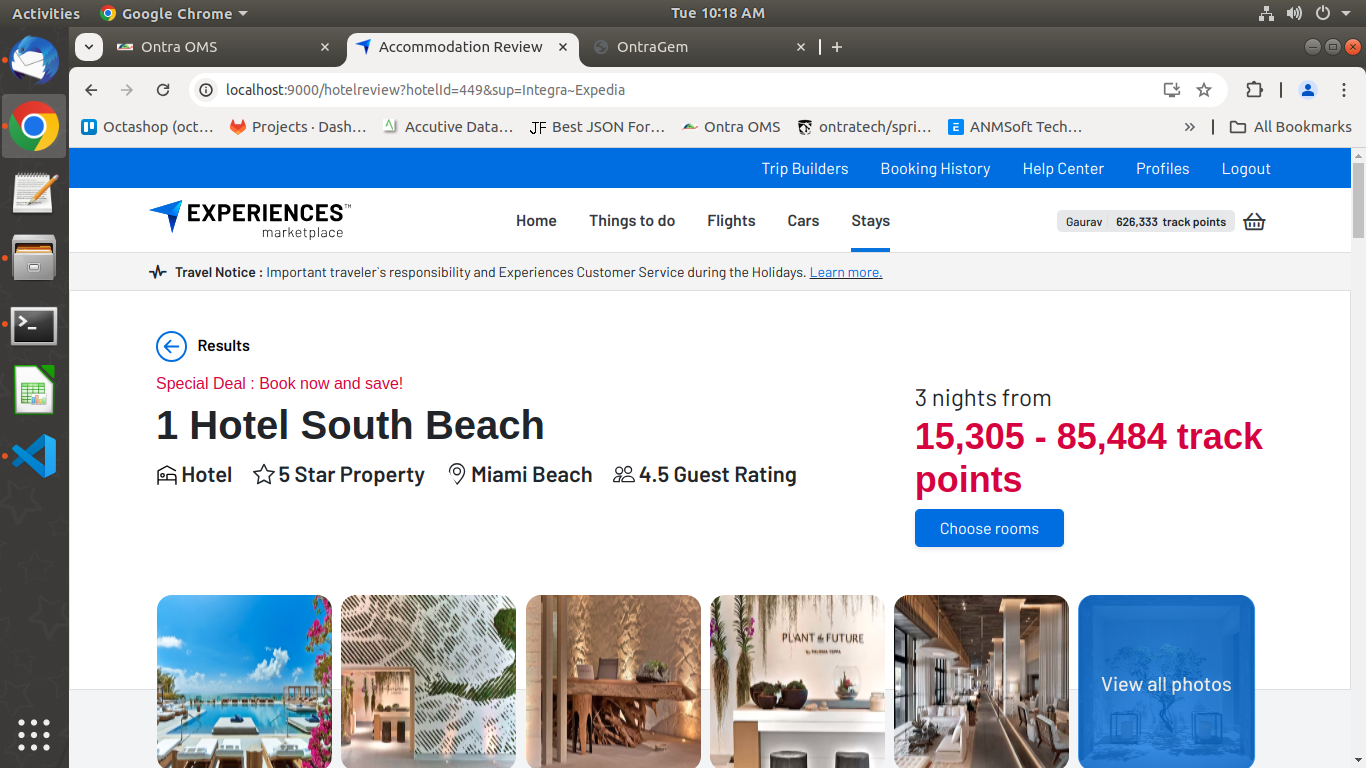 Activities
Google Chrome
Tue 10:18 AM
Ontra OMS
Accommodation Review
OntraGem
localhost:9000/hotelreview?hotelId=449&sup=Integra~Expedia
Octashop (oct…
Projects · Dash…
Accutive Data…
JF Best JSON For…
Ontra OMS
ontratech/spri…
ANMSoft Tech…
All Bookmarks
Trip Builders
Booking History
Help Center
Profiles
Logout
EXPERIENCES™
marketplace
Home
Things to do
Flights
Cars
Stays
Gaurav 626,333 track points
Travel Notice : Important traveler`s responsibility and Experiences Customer Service during the Holidays. Learn more.
Results
Special Deal : Book now and save!
1 Hotel South Beach
Hotel
5 Star Property
Miami Beach
4.5 Guest Rating
3 nights from
15,305 - 85,484 track
points
Choose rooms
PLANT the FUTURE
View all photos